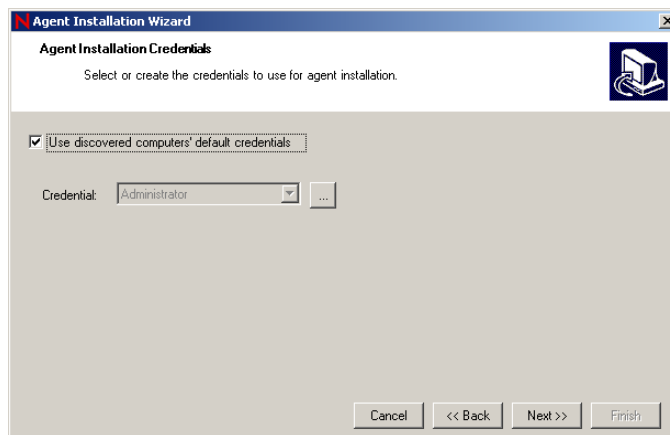 Agent Installation Wizard
Agent Installation Credentials
Select or create the credentials to use for agent installation.
Use discovered computers' default credentials
Credential: Administrator ...
Cancel << Back Next >> Finish